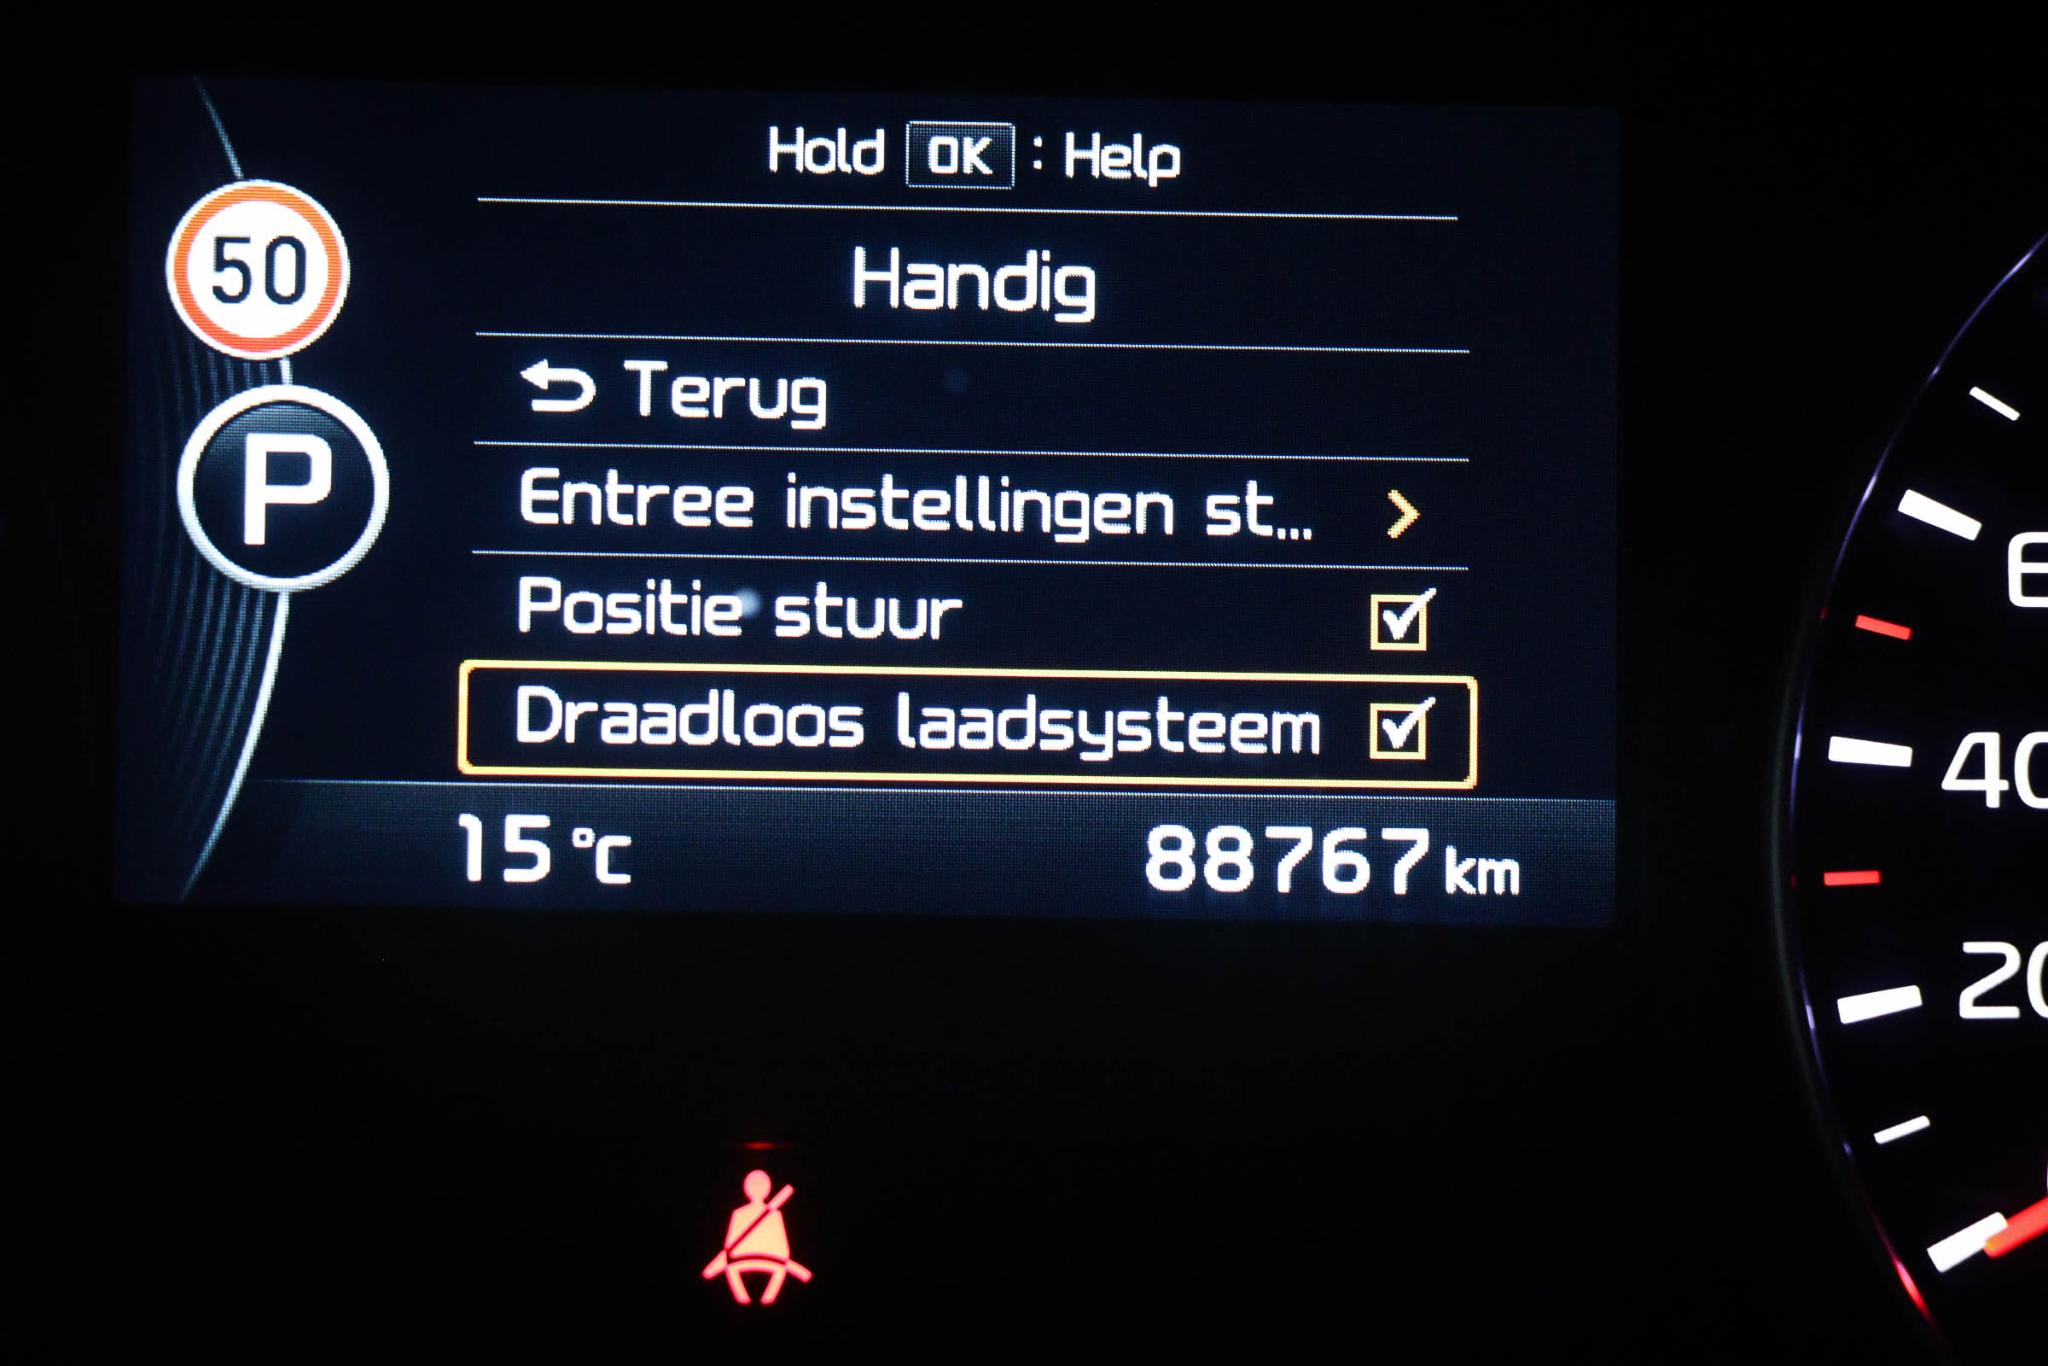 Hold OK : Help
50
Handig
Terug
P
Entree instellingen st...
Positie stuur
Draadloos laadsysteem
15 °C
88767 km
40
20